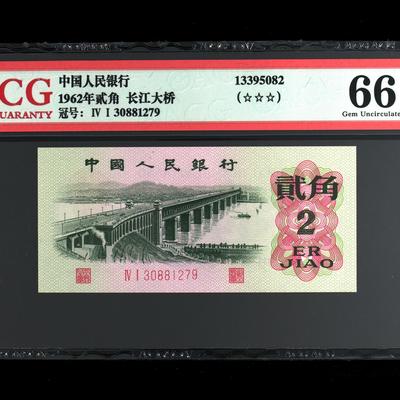 CG
UARANTY
中国人民银行
1962年贰角 长江大桥
冠号: Ⅳ Ⅰ 30881279
13395082
(☆☆☆)
66
Gem Uncirculate
中國人民銀行
貳角
2
ER
JIAO
Ⅳ Ⅰ 30881279